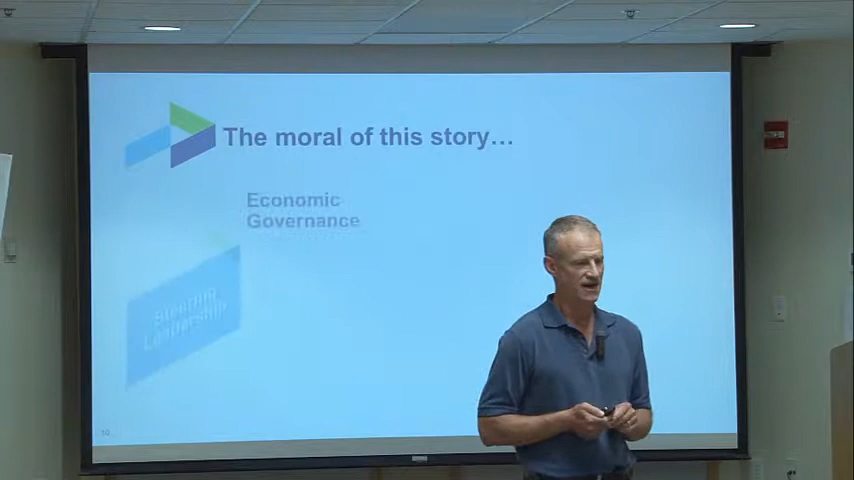 The moral of this story...
Economic
Governance
Steering
Leadership